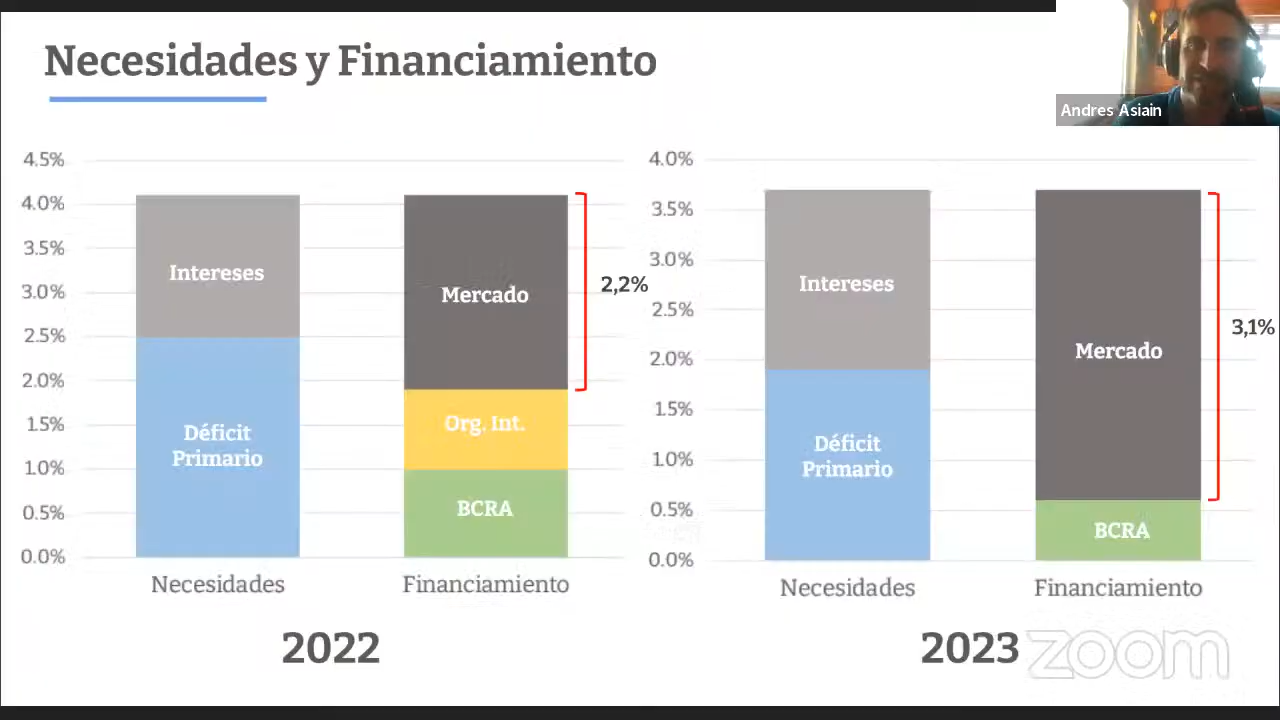 Necesidades y Financiamiento
Andres Asiain
4.5%
4.0%
3.5%
3.0%
2.5%
2.0%
1.5%
1.0%
0.5%
0.0%
Intereses
Déficit
Primario
Mercado
Org. Int.
BCRA
2,2%
Necesidades
Financiamiento
2022
4.0%
3.5%
3.0%
2.5%
2.0%
1.5%
1.0%
0.5%
0.0%
Intereses
Déficit
Primario
Mercado
BCRA
3,1%
Necesidades
Financiamiento
2023
zoom